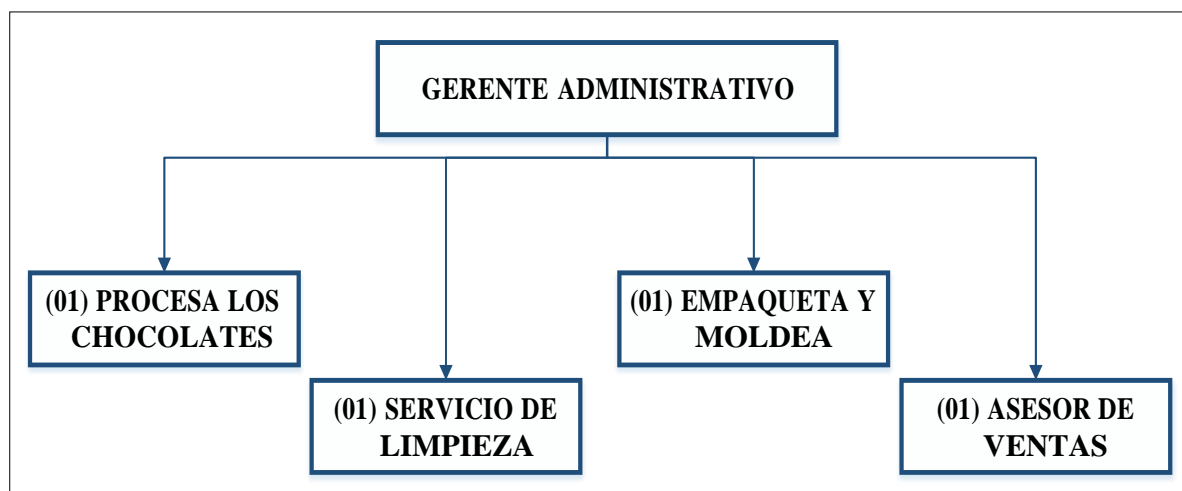 GERENTE ADMINISTRATIVO
(01) PROCESA LOS
CHOCOLATES
(01) EMPAQUETA Y
MOLDEA
(01) SERVICIO DE
LIMPIEZA
(01) ASESOR DE
VENTAS